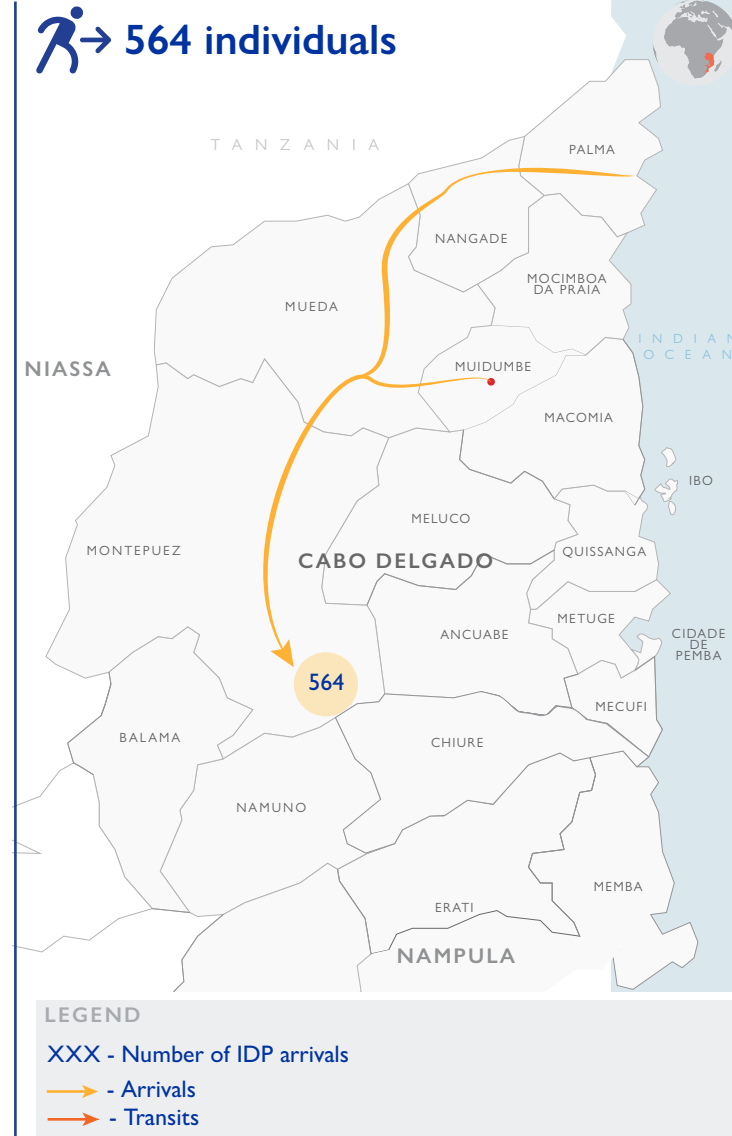 564 individuals
TANZANIA
PALMA
NANGADE
MOCIMBOA
DA PRAIA
MUEDA
INDIAN
OCEAN
NIASSA
MUIDUMBE
MACOMIA
IBO
MELUCO
MONTEPUEZ
QUISSANGA
CABO DELGADO
METUGE
ANCUABE
CIDADE
DE
PEMBA
564
MECUFI
BALAMA
CHIURE
NAMUNO
MEMBA
ERATI
NAMPULA
LEGEND
XXX - Number of IDP arrivals
- Arrivals
- Transits